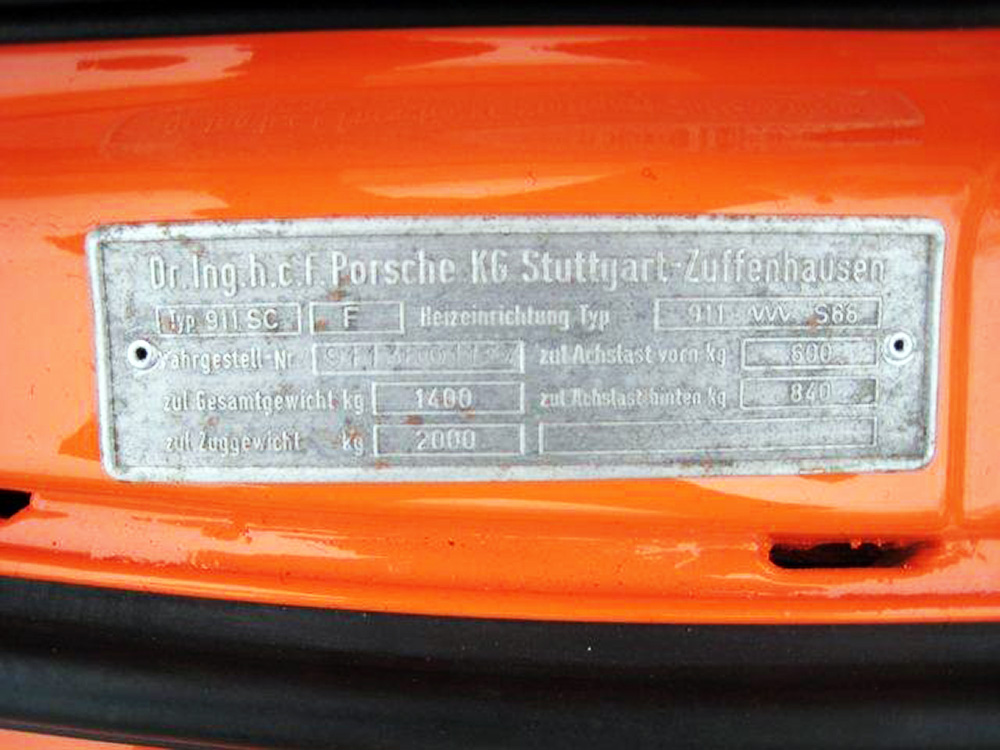 Dr. Ing. h.c. F Porsche KG Stuttgart-Zuffenhausen
Typ 911 SC F Heizeinrichtung Typ 911 S66
Fahrgestell-Nr. zul Achslast vorn kg 600
zul Gesamtgewicht kg 1400 zul Achslast hinten kg 840
zul Zuggewicht kg 2000